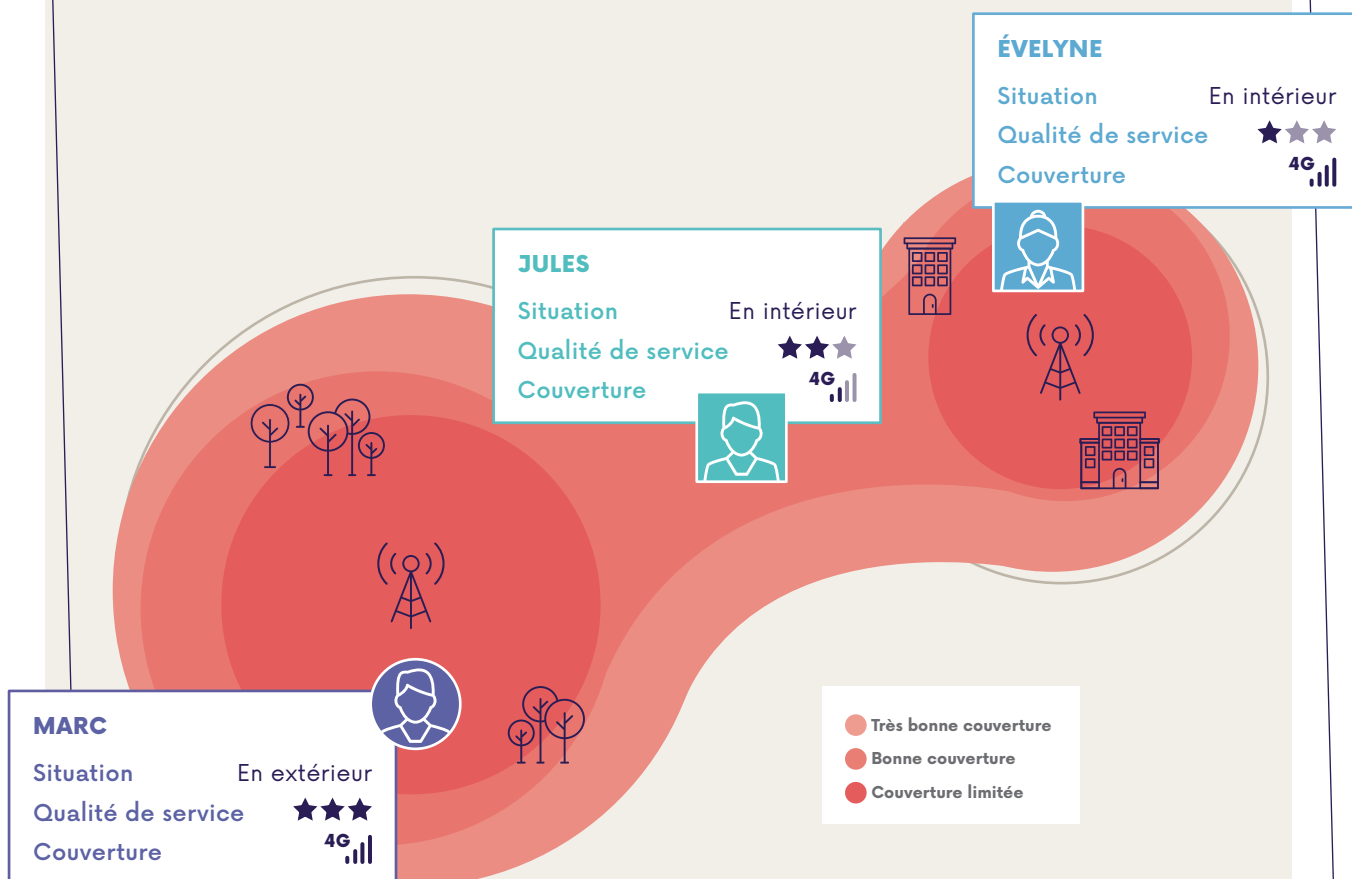 ÉVELYNE
Situation En intérieur
Qualité de service
Couverture 4G
JULES
Situation En intérieur
Qualité de service
Couverture 4G
MARC
Situation En extérieur
Qualité de service
Couverture 4G
Très bonne couverture
Bonne couverture
Couverture limitée